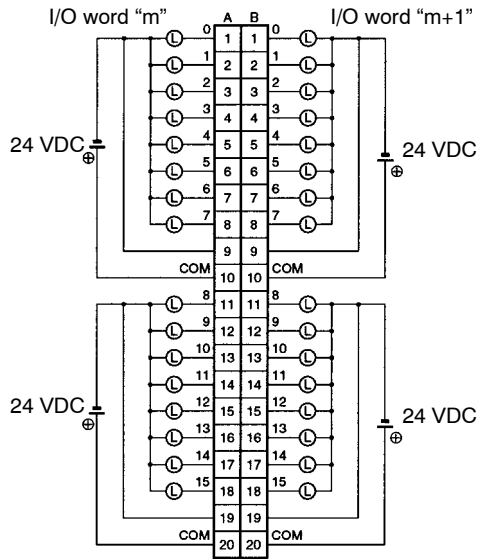 I/O word “m” A B I/O word “m+1”
0 1 1 0
L L
1 2 2 1
L L
2 3 3 2
L L
3 4 4 3
L L
24 VDC 4 5 5 4 24 VDC
L L
⊕ 5 6 6 5 ⊕
L L
6 7 7 6
L L
7 8 8 7
L L
9 9
COM 10 10 COM
8 11 11 8
L L
9 12 12 9
L L
10 13 13 10
L L
11 14 14 11
L L
24 VDC 12 15 15 12 24 VDC
L L
⊕ 13 16 16 13 ⊕
L L
14 17 17 14
L L
15 18 18 15
L L
19 19
COM 20 20 COM